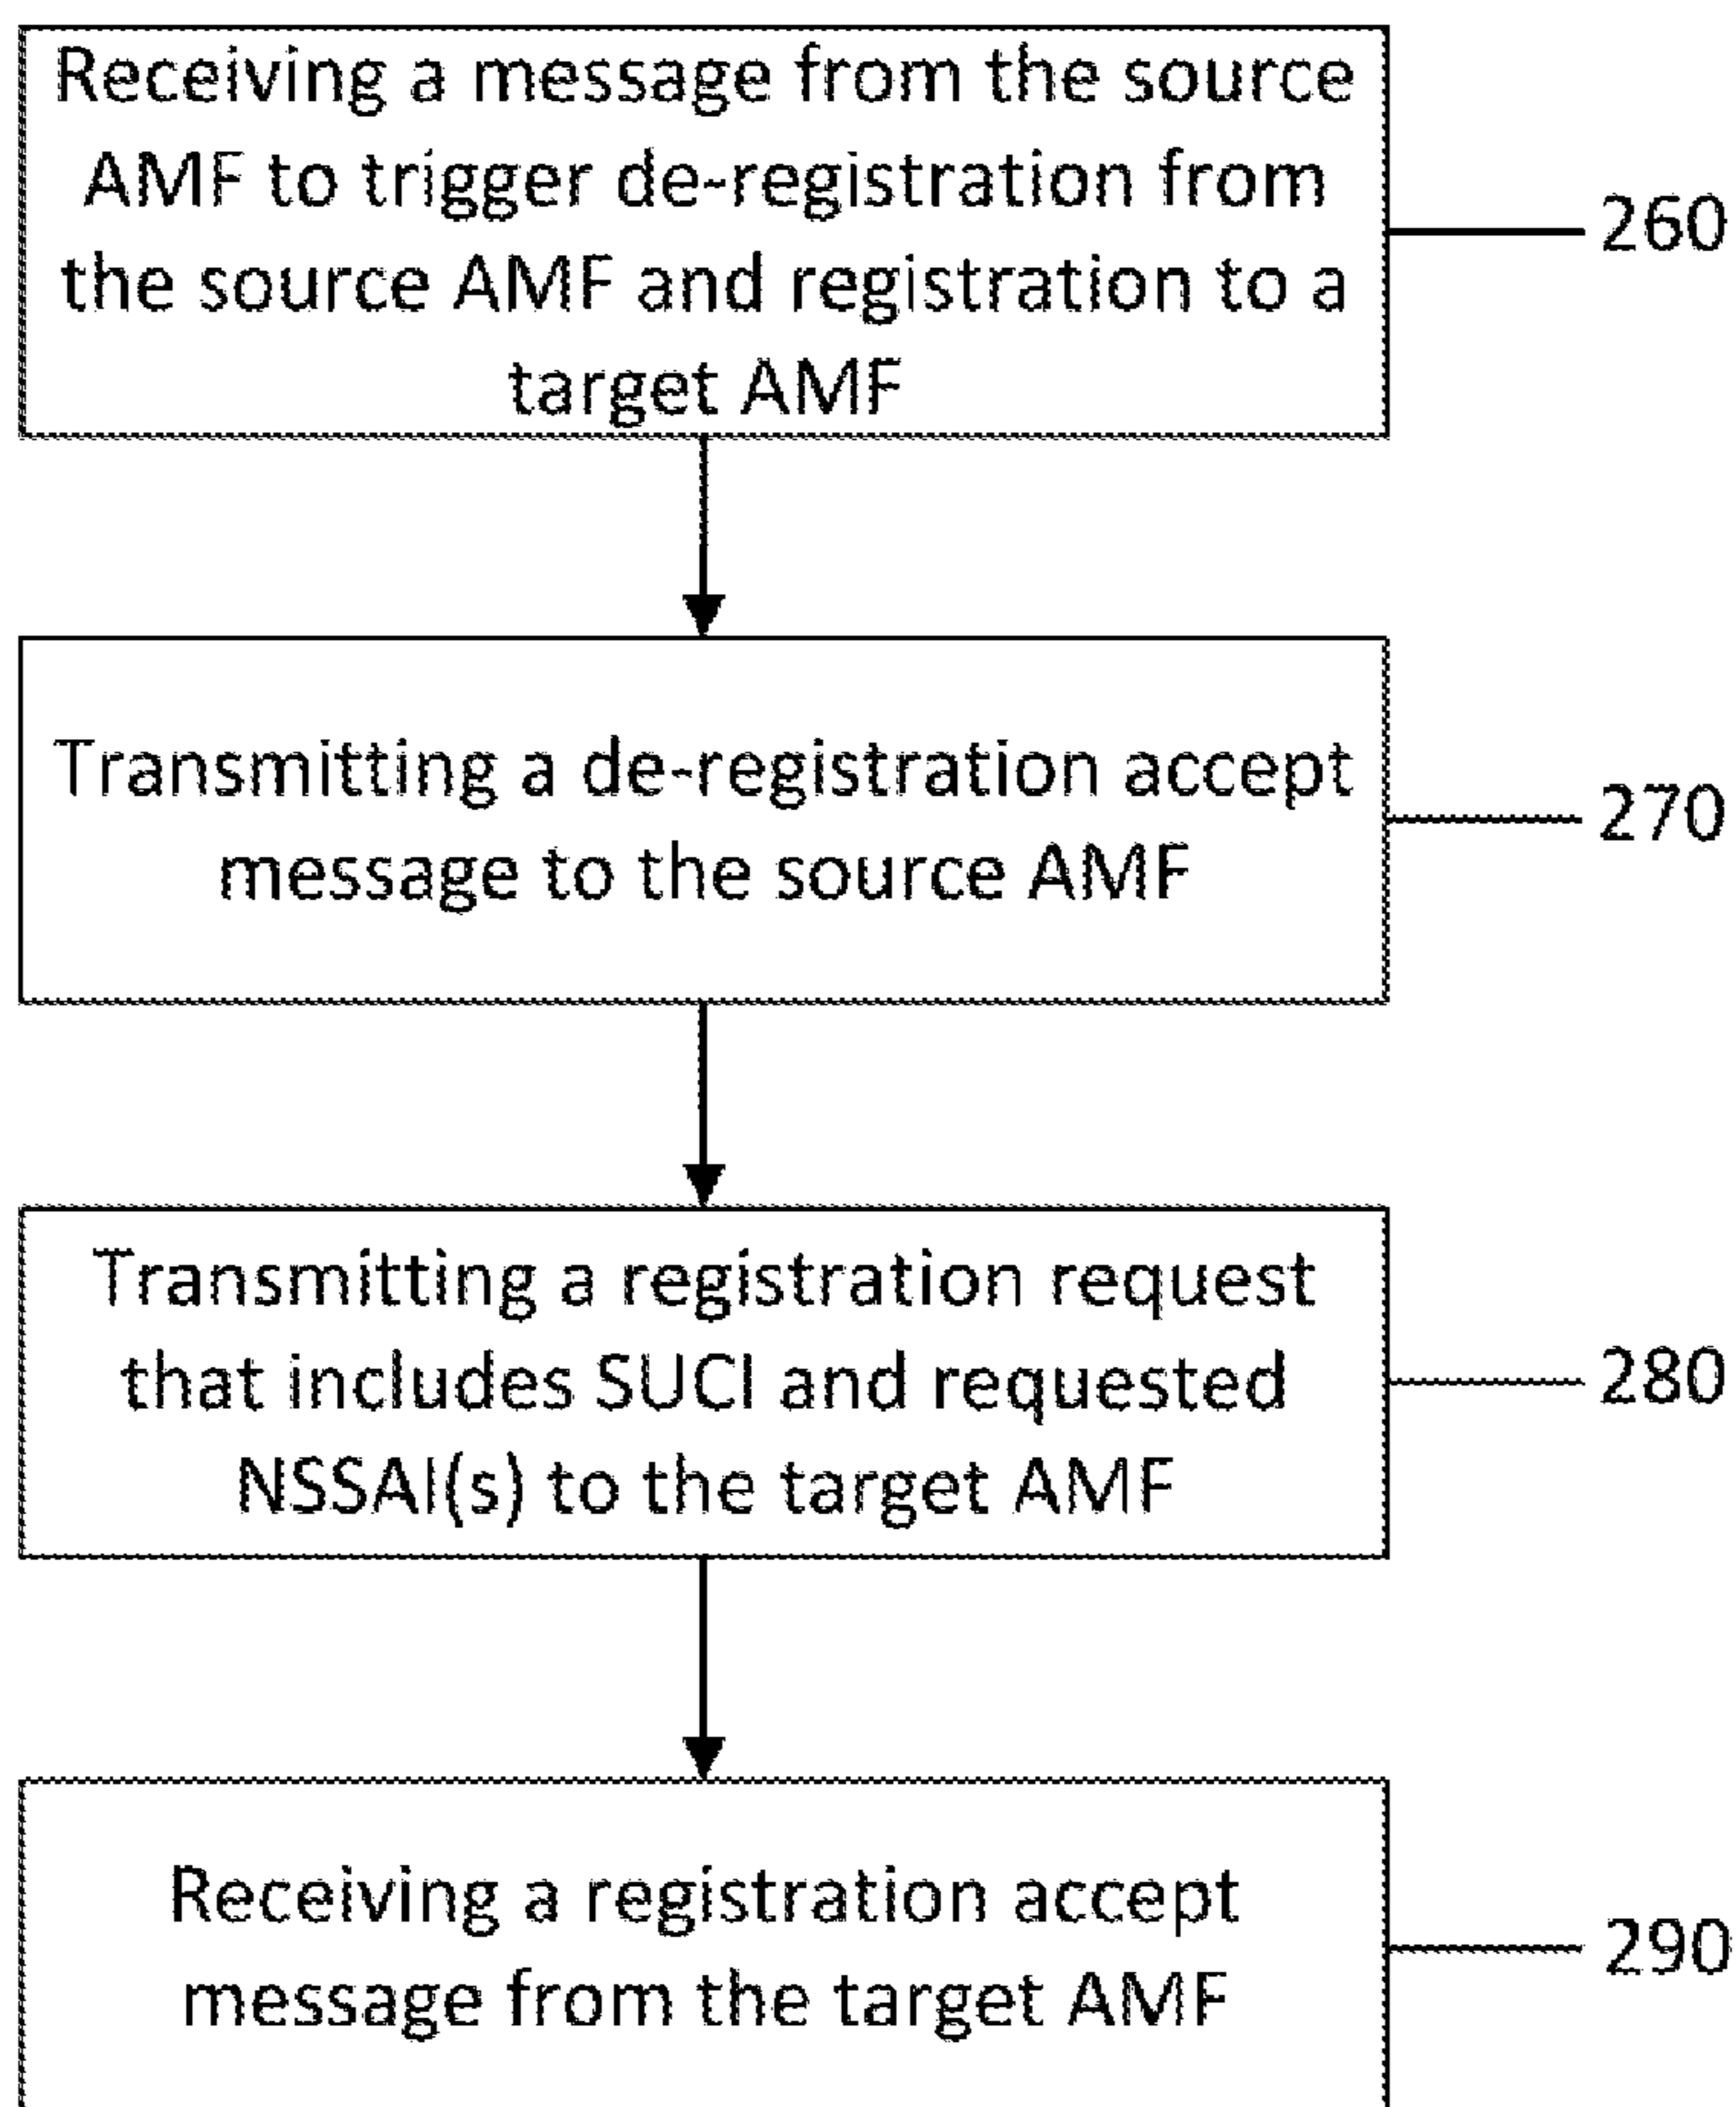 Receiving a message from the source
AMF to trigger de-registration from
the source AMF and registration to a
target AMF
260
Transmitting a de-registration accept
message to the source AMF
270
Transmitting a registration request
that includes SUCI and requested
NSSAI(s) to the target AMF
280
Receiving a registration accept
message from the target AMF
290